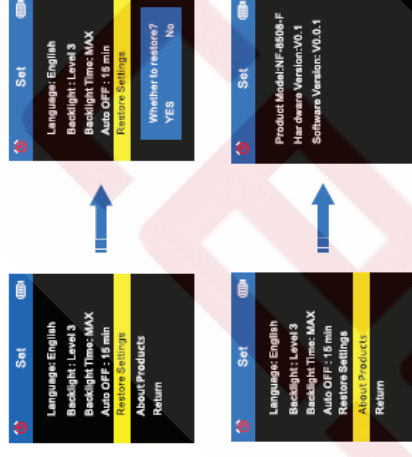 Set
Language: English
Backlight : Level 3
Backlight Time: MAX
Auto OFF : 15 min
Restore Settings
About Products
Return
Set
Language: English
Backlight : Level 3
Backlight Time: MAX
Auto OFF : 15 min
Restore Settings
Whether to restore?
YES No
Set
Language: English
Backlight : Level 3
Backlight Time: MAX
Auto OFF : 15 min
Restore Settings
About Products
Return
Set
Product Model:NF-8508-F
Har dware Version:V0.1
Software Version: V0.0.1